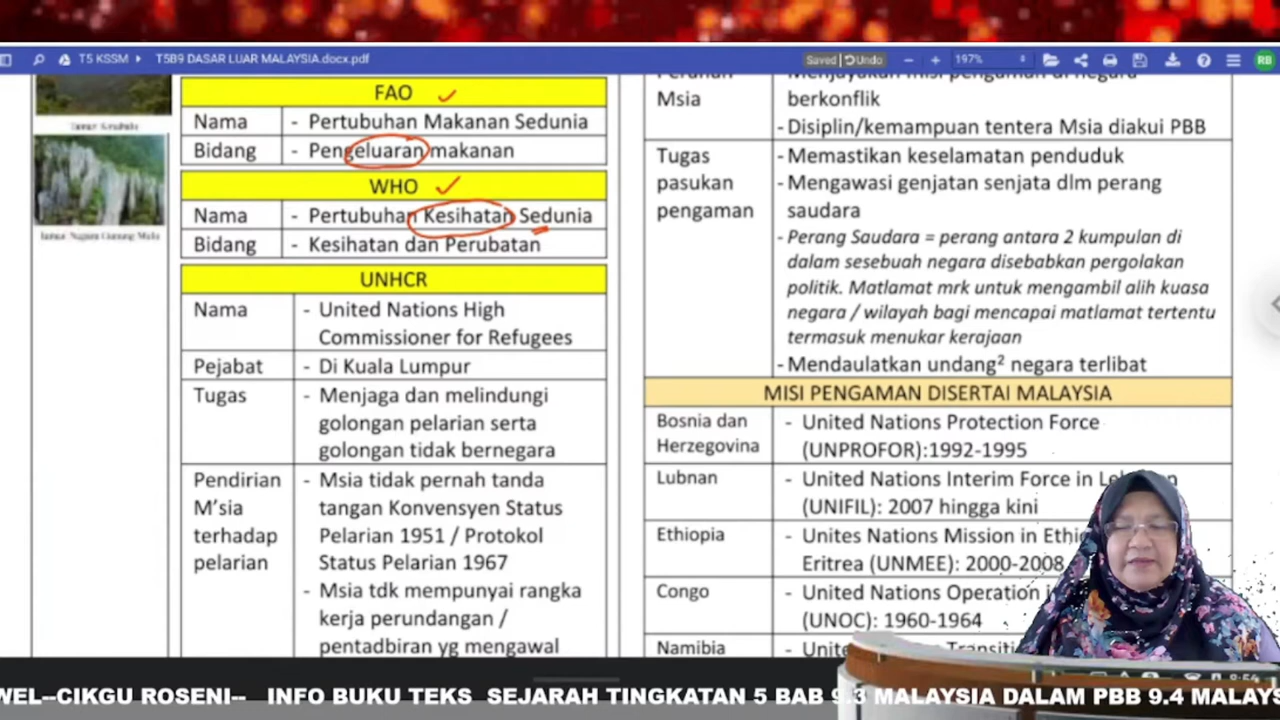 T5 KSSM
T5B9 DASAR LUAR MALAYSIA.docx.pdf
Saved
Undo
197%
RB
Taman Negara Gunung Mulu
FAO
Nama - Pertubuhan Makanan Sedunia
Bidang - Pengeluaran makanan
WHO
Nama - Pertubuhan Kesihatan Sedunia
Bidang - Kesihatan dan Perubatan
UNHCR
Nama - United Nations High
Commissioner for Refugees
Pejabat - Di Kuala Lumpur
Tugas - Menjaga dan melindungi
golongan pelarian serta
golongan tidak bernegara
Pendirian - Msia tidak pernah tanda
M'sia tangan Konvensyen Status
terhadap Pelarian 1951 / Protokol
pelarian Status Pelarian 1967
- Msia tdk mempunyai rangka
kerja perundangan /
pentadbiran yg mengawal
Msia berkonflik
- Disiplin/kemampuan tentera Msia diakui PBB
Tugas - Memastikan keselamatan penduduk
pasukan - Mengawasi genjatan senjata dlm perang
pengaman saudara
- Perang Saudara = perang antara 2 kumpulan di
dalam sesebuah negara disebabkan pergolakan
politik. Matlamat mrk untuk mengambil alih kuasa
negara / wilayah bagi mencapai matlamat tertentu
termasuk menukar kerajaan
- Mendaulatkan undang² negara terlibat
MISI PENGAMAN DISERTAI MALAYSIA
Bosnia dan - United Nations Protection Force
Herzegovina (UNPROFOR):1992-1995
Lubnan - United Nations Interim Force in
(UNIFIL): 2007 hingga kini
Ethiopia - Unites Nations Mission in
Eritrea (UNMEE): 2000-2008
Congo - United Nations Operation
(UNOC): 1960-1964
Namibia
WEL--CIKGU ROSENI-- INFO BUKU TEKS SEJARAH TINGKATAN 5 BAB 9.3 MALAYSIA DALAM PBB 9.4 MALAYS